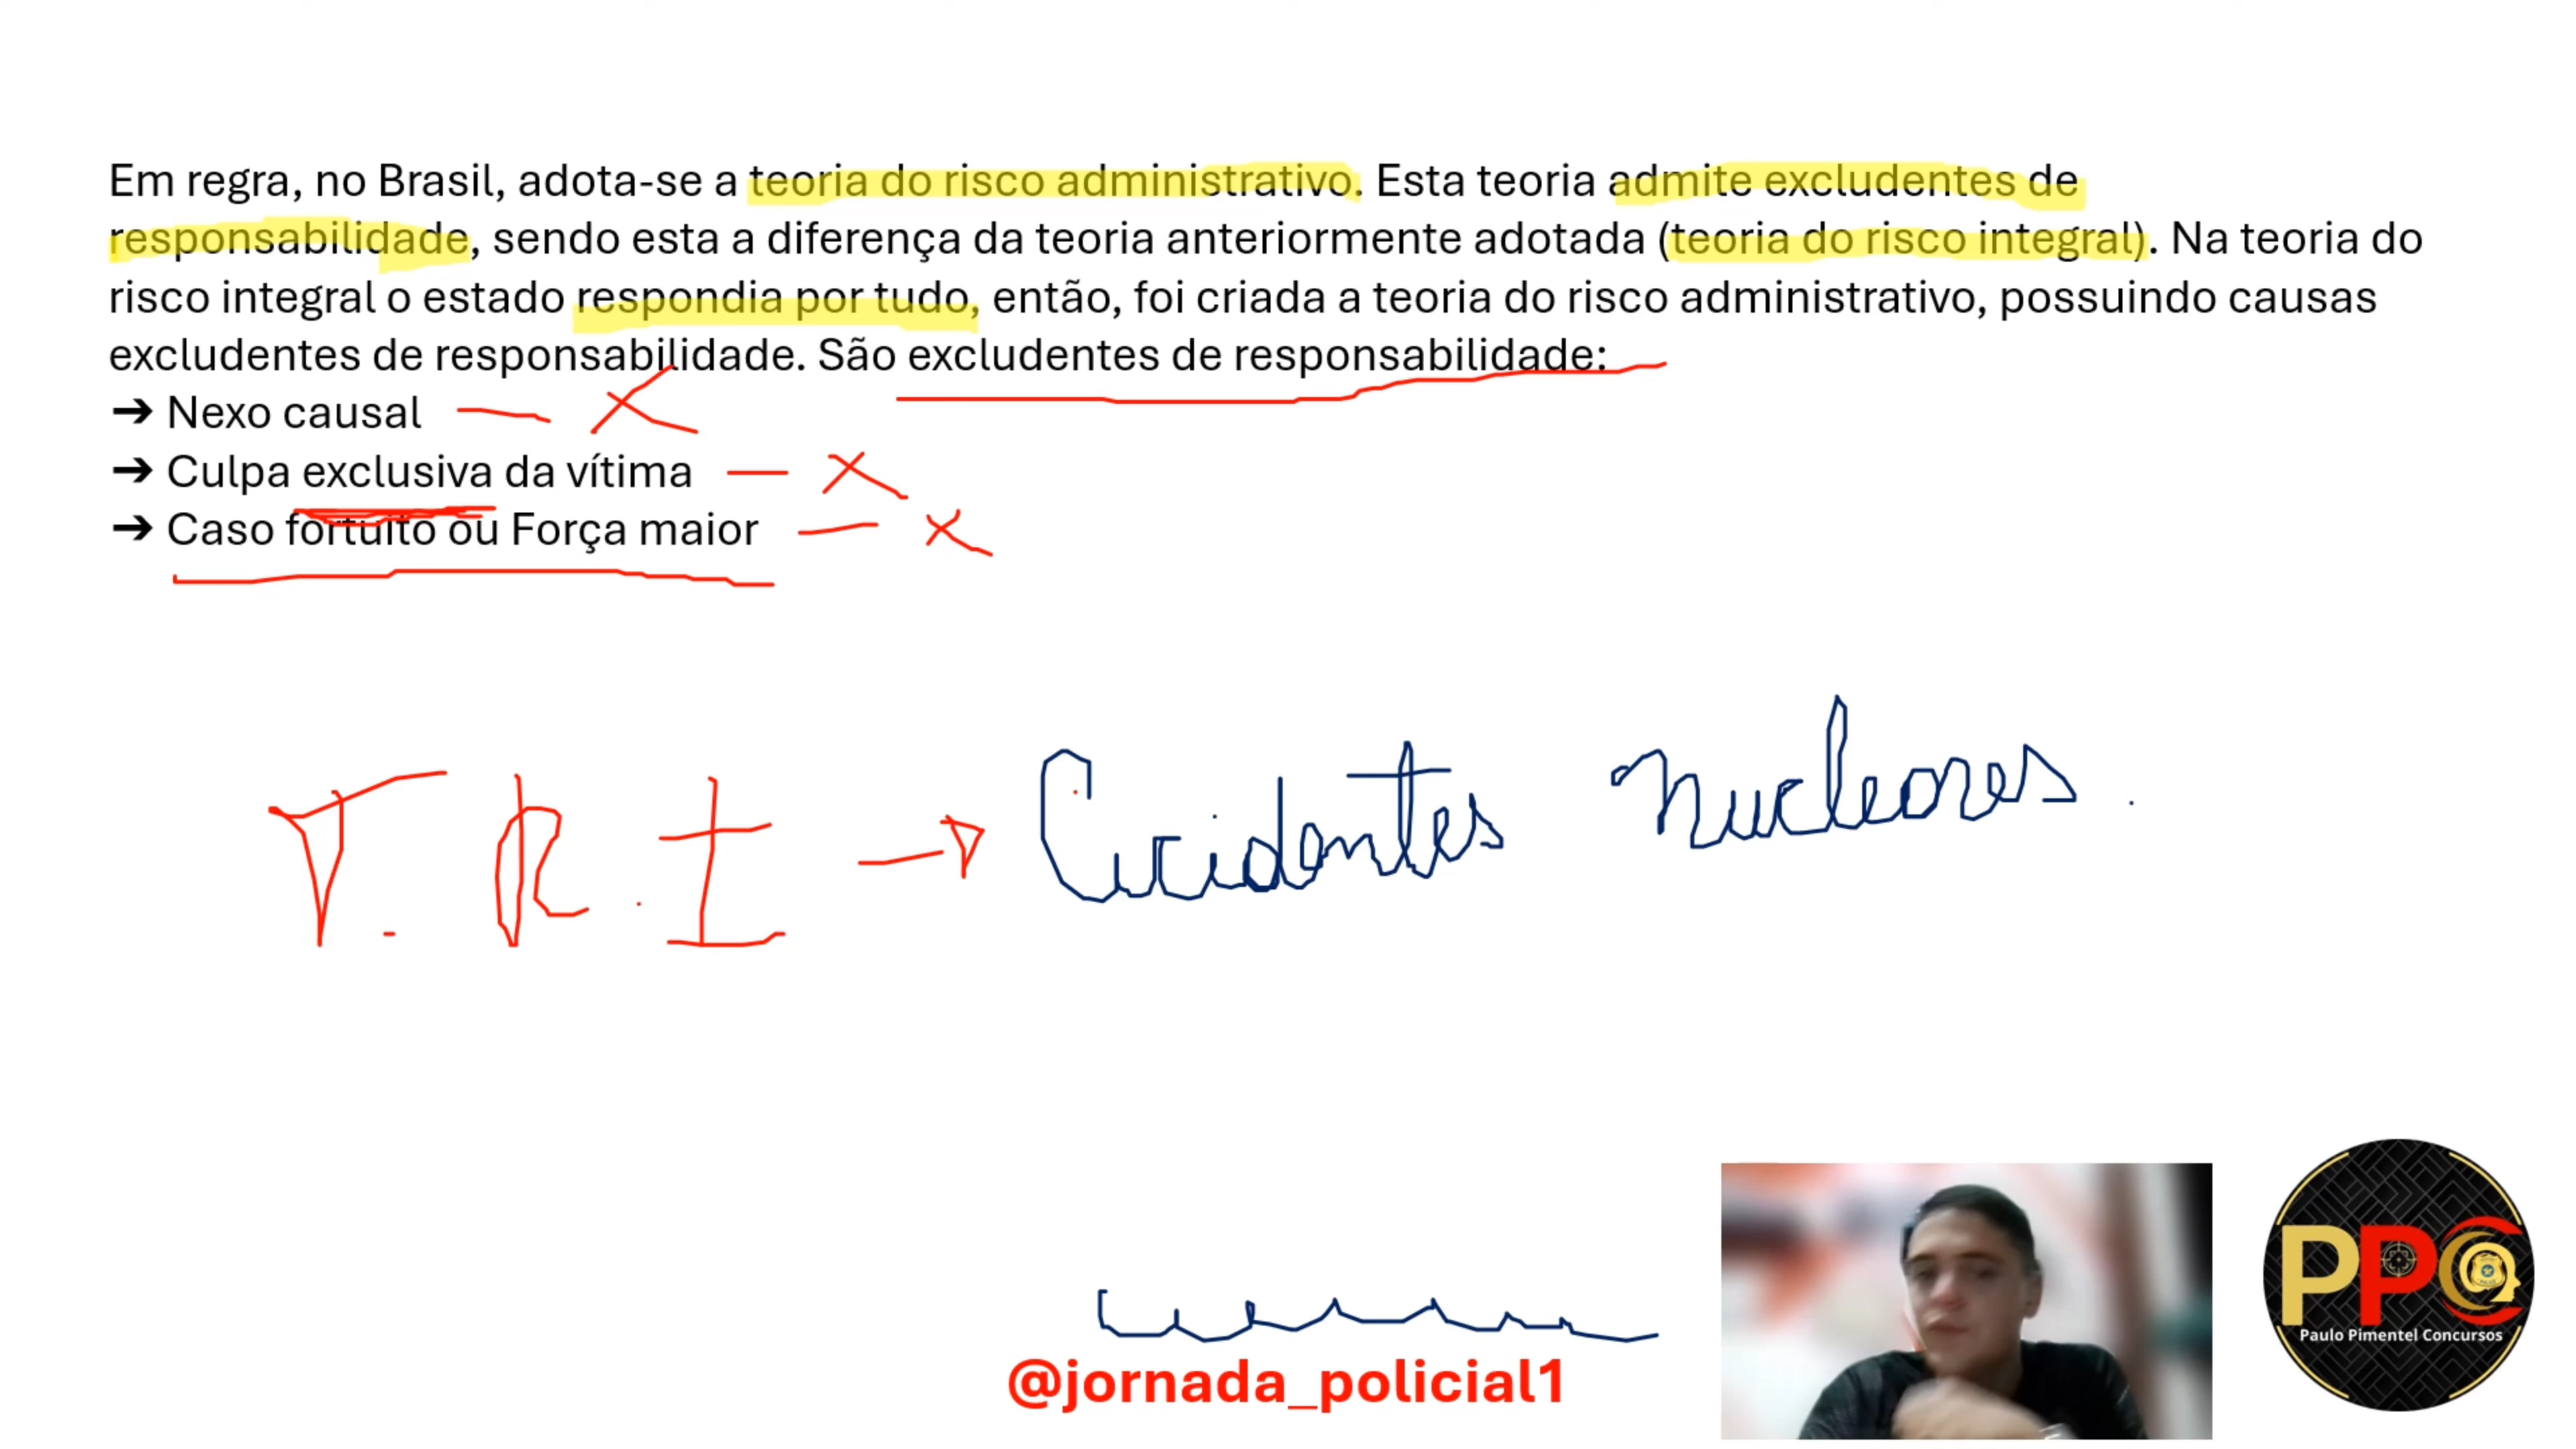 Em regra, no Brasil, adota-se a teoria do risco administrativo. Esta teoria admite excludentes de
responsabilidade, sendo esta a diferença da teoria anteriormente adotada (teoria do risco integral). Na teoria do
risco integral o estado respondia por tudo, então, foi criada a teoria do risco administrativo, possuindo causas
excludentes de responsabilidade. São excludentes de responsabilidade:
➔ Nexo causal — X
➔ Culpa exclusiva da vítima — X
➔ Caso fortuito ou Força maior — X
T. R. I → Acidentes nucleares.
@jornada_policial1
PPC
Paulo Pimentel Concursos